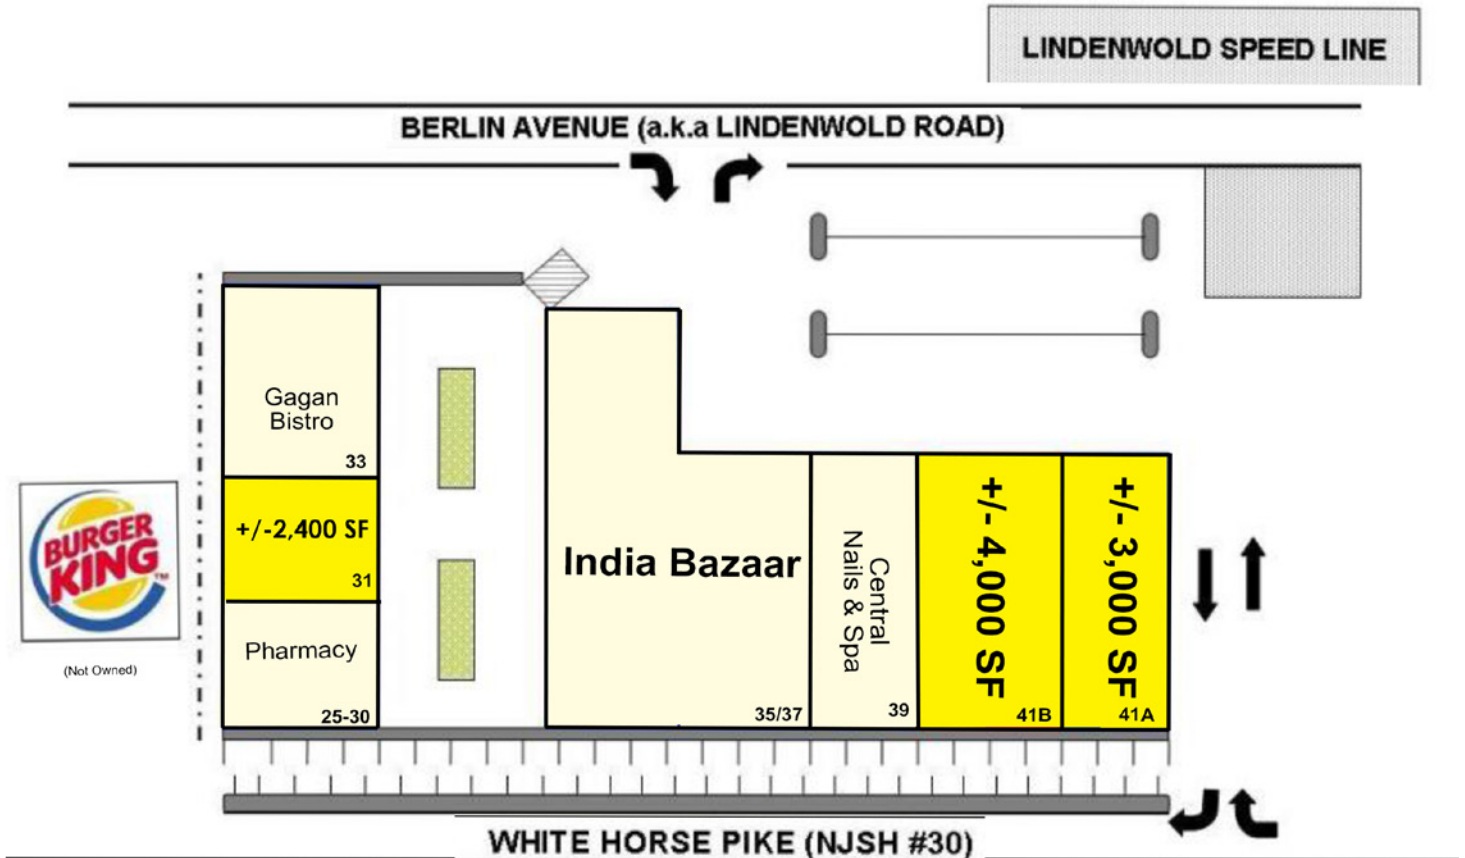 LINDENWOLD SPEED LINE
BERLIN AVENUE (a.k.a LINDENWOLD ROAD)
Gagan
Bistro
33
+/-2,400 SF
31
Pharmacy
25-30
BURGER
KING™
(Not Owned)
India Bazaar
35/37
Central
Nails & Spa
39
+/- 4,000 SF
41B
+/- 3,000 SF
41A
WHITE HORSE PIKE (NJSH #30)